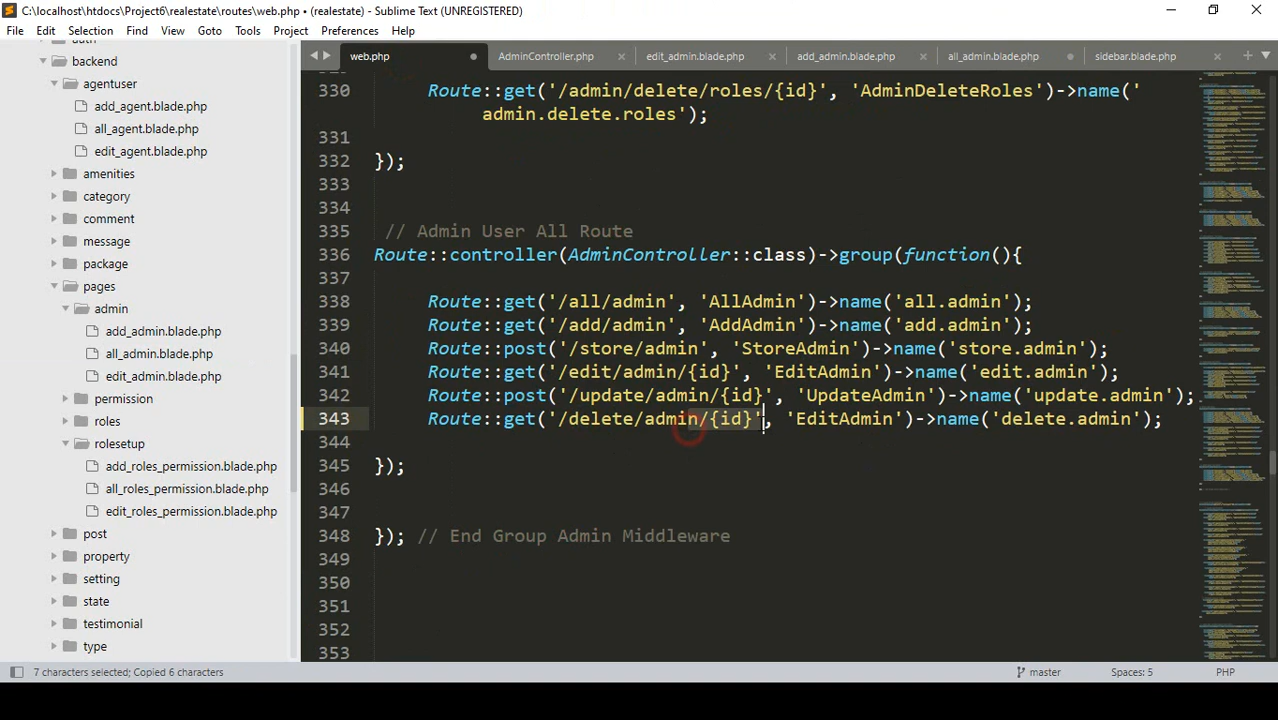 C:\localhost\htdocs\Project6\realestate\routes\web.php • (realestate) - Sublime Text (UNREGISTERED)
File Edit Selection Find View Goto Tools Project Preferences Help
web.php AdminController.php edit_admin.blade.php add_admin.blade.php all_admin.blade.php sidebar.blade.php
backend
agentuser
add_agent.blade.php
all_agent.blade.php
edit_agent.blade.php
amenities
category
comment
message
package
pages
admin
add_admin.blade.php
all_admin.blade.php
edit_admin.blade.php
permission
roles
rolesetup
add_roles_permission.blade.php
all_roles_permission.blade.php
edit_roles_permission.blade.php
post
property
setting
state
testimonial
type
330 Route::get('/admin/delete/roles/{id}', 'AdminDeleteRoles')->name('
admin.delete.roles');
331
332 });
333
334
335 // Admin User All Route
336 Route::controller(AdminController::class)->group(function(){
337
338 Route::get('/all/admin', 'AllAdmin')->name('all.admin');
339 Route::get('/add/admin', 'AddAdmin')->name('add.admin');
340 Route::post('/store/admin', 'StoreAdmin')->name('store.admin');
341 Route::get('/edit/admin/{id}', 'EditAdmin')->name('edit.admin');
342 Route::post('/update/admin/{id}', 'UpdateAdmin')->name('update.admin');
343 Route::get('/delete/admin/{id}', 'EditAdmin')->name('delete.admin');
344
345 });
346
347
348 }); // End Group Admin Middleware
349
350
351
352
353
7 characters selected; Copied 6 characters master Spaces: 5 PHP